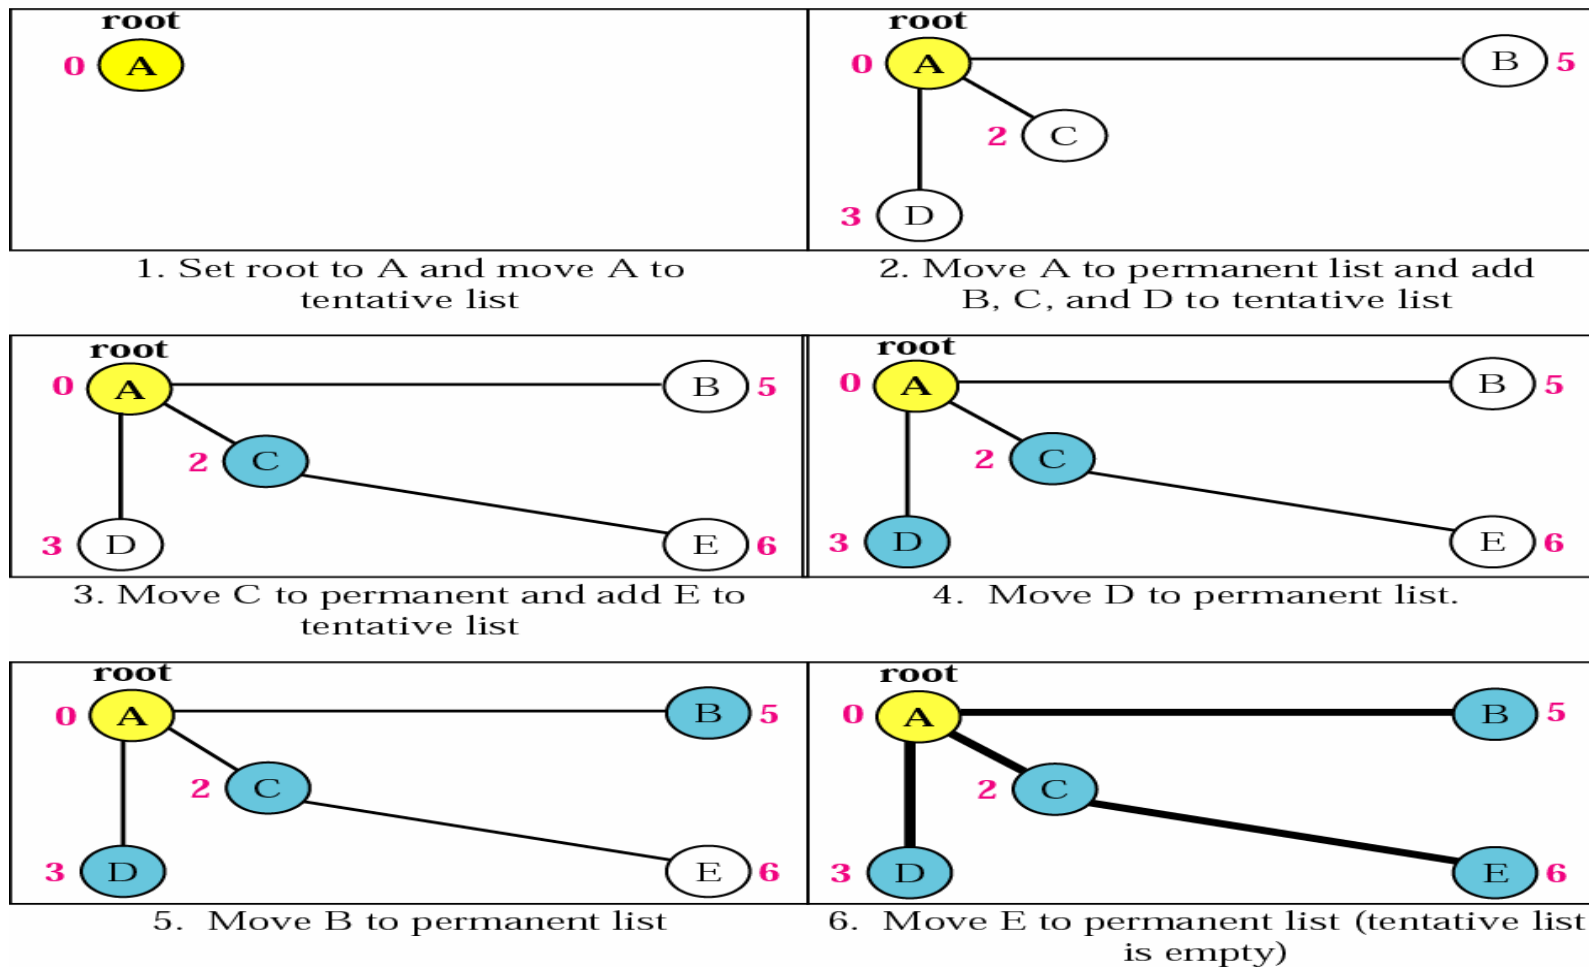 root
0 A
1. Set root to A and move A to
tentative list
root
0 A B 5
2 C
3 D
2. Move A to permanent list and add
B, C, and D to tentative list
root
0 A B 5
2 C
3 D E 6
3. Move C to permanent and add E to
tentative list
root
0 A B 5
2 C
3 D E 6
4. Move D to permanent list.
root
0 A B 5
2 C
3 D E 6
5. Move B to permanent list
root
0 A B 5
2 C
3 D E 6
6. Move E to permanent list (tentative list
is empty)